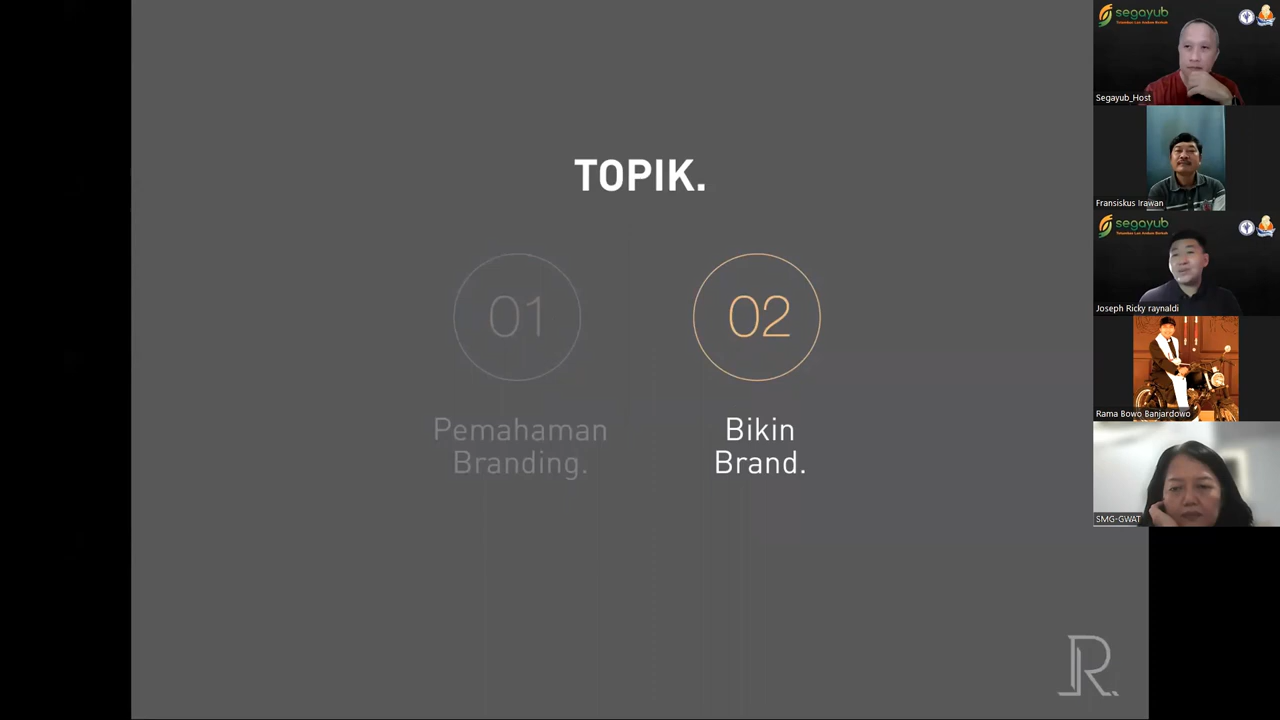 TOPIK.
01
Pemahaman
Branding.
02
Bikin
Brand.
R.
segayub
Segayub_Host
Fransiskus Irawan
segayub
Joseph Ricky raynaldi
Rama Bowo Banjardowo
SMG-GWAT